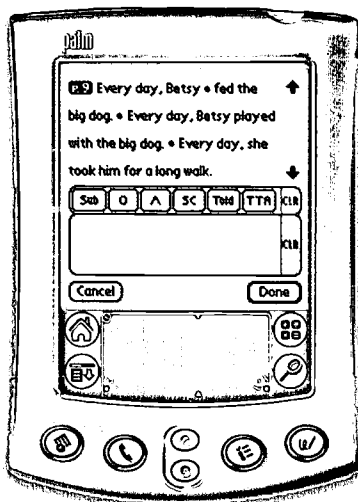 palm
P. 9 Every day, Betsy • fed the
big dog. • Every day, Betsy played
with the big dog. • Every day, she
took him for a long walk.
Sub O ∧ SC Told TTA CLR
CLR
Cancel Done